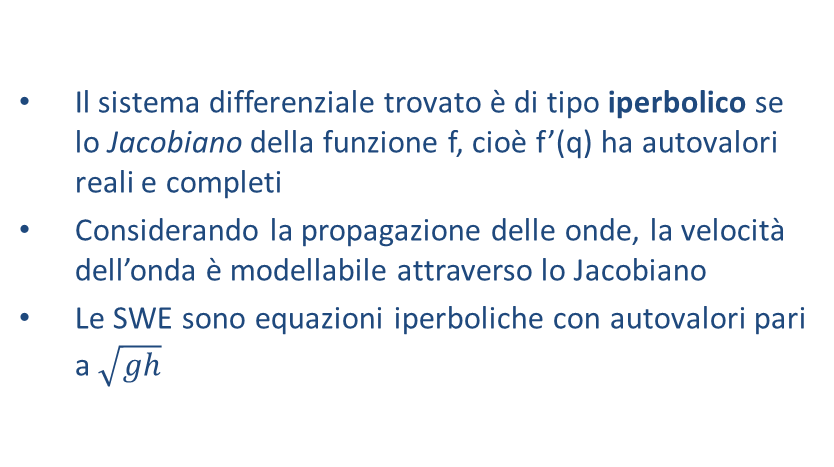 • Il sistema differenziale trovato è di tipo iperbolico se
lo Jacobiano della funzione f, cioè f’(q) ha autovalori
reali e completi
• Considerando la propagazione delle onde, la velocità
dell’onda è modellabile attraverso lo Jacobiano
• Le SWE sono equazioni iperboliche con autovalori pari
a √gh